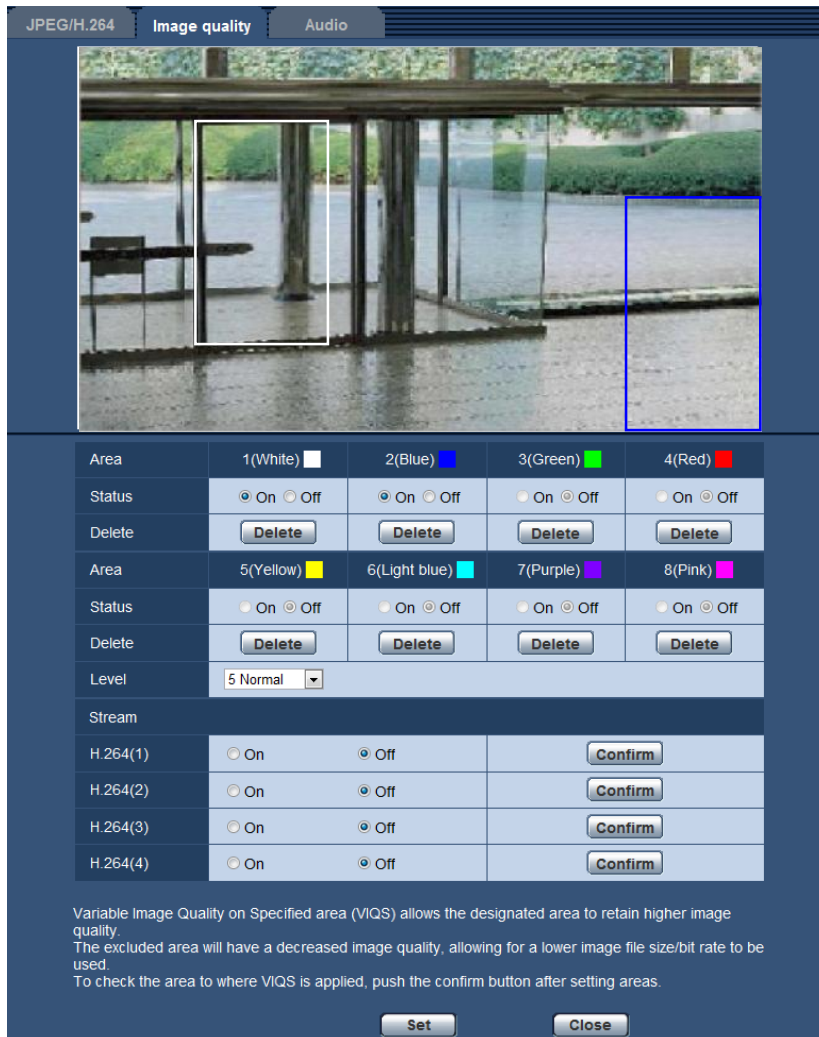 JPEG/H.264 Image quality Audio
Area 1(White) 2(Blue) 3(Green) 4(Red)
Status On Off On Off On Off On Off
Delete Delete Delete Delete Delete
Area 5(Yellow) 6(Light blue) 7(Purple) 8(Pink)
Status On Off On Off On Off On Off
Delete Delete Delete Delete Delete
Level 5 Normal
Stream
H.264(1) On Off Confirm
H.264(2) On Off Confirm
H.264(3) On Off Confirm
H.264(4) On Off Confirm
Variable Image Quality on Specified area (VIQS) allows the designated area to retain higher image
quality.
The excluded area will have a decreased image quality, allowing for a lower image file size/bit rate to be
used.
To check the area to where VIQS is applied, push the confirm button after setting areas.
Set Close